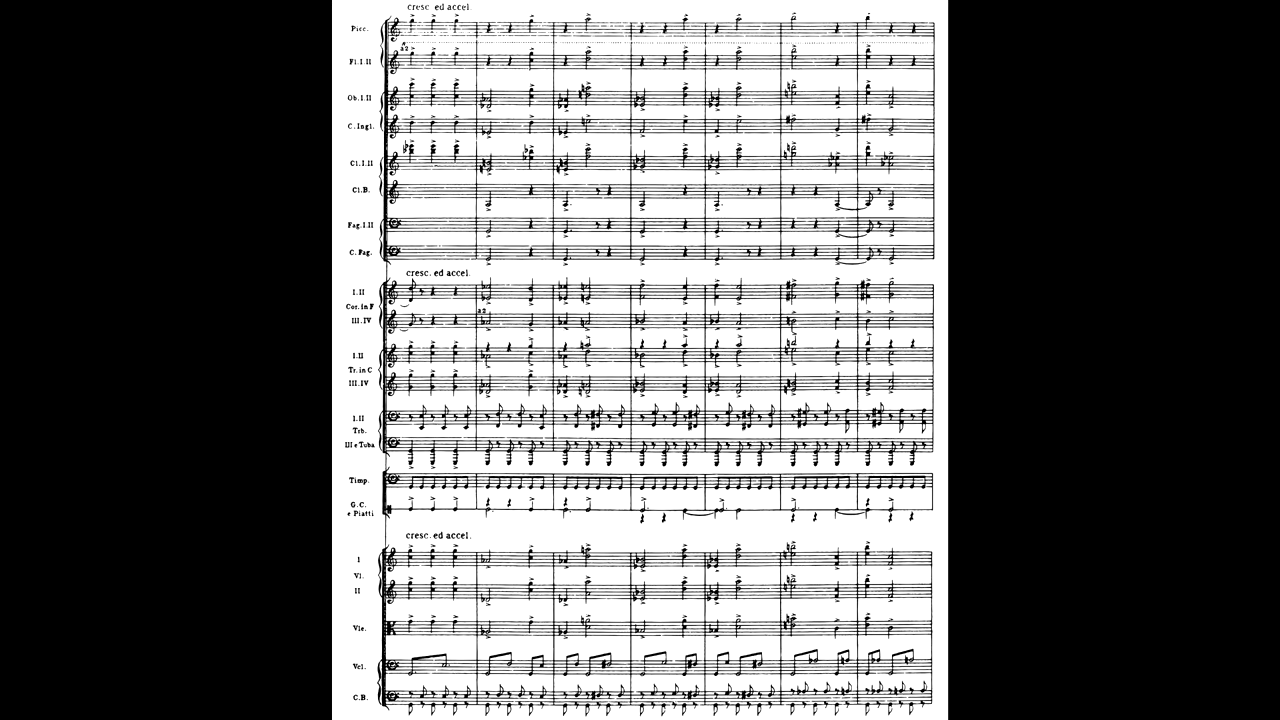 cresc. ed accel.
Picc.
a 2
Fl. I. II
Ob. I. II
C. Ingl.
Cl. I. II
Cl. B.
Fag. I. II
C. Fag.
cresc. ed accel.
I. II
Cor. in F
a 2
III. IV
I. II
Tr. in C
III. IV
I. II
Trb.
III e Tuba
Timp.
G. C.
e Piatti
cresc. ed accel.
I
Vl.
II
Vle.
Vcl.
C. B.